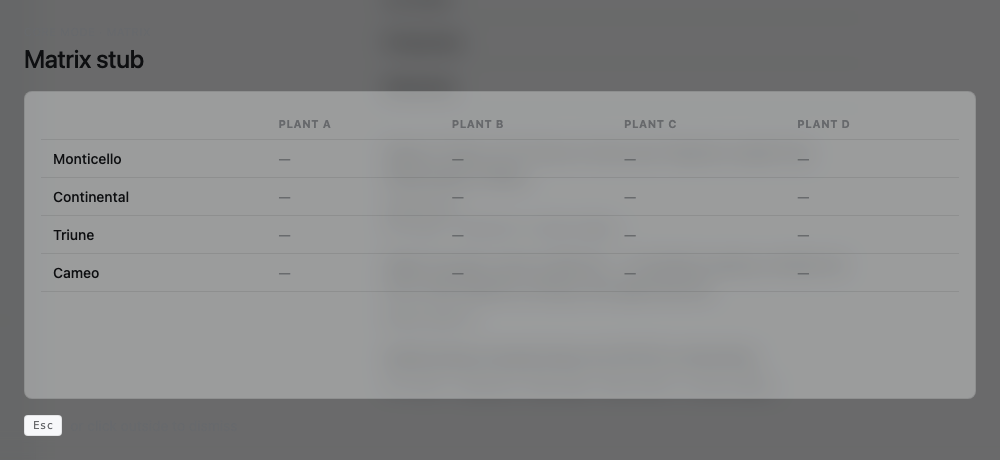 Matrix stub
PLANT A PLANT B PLANT C PLANT D
Monticello — — — —
Continental — — — —
Triune — — — —
Cameo — — — —
Esc